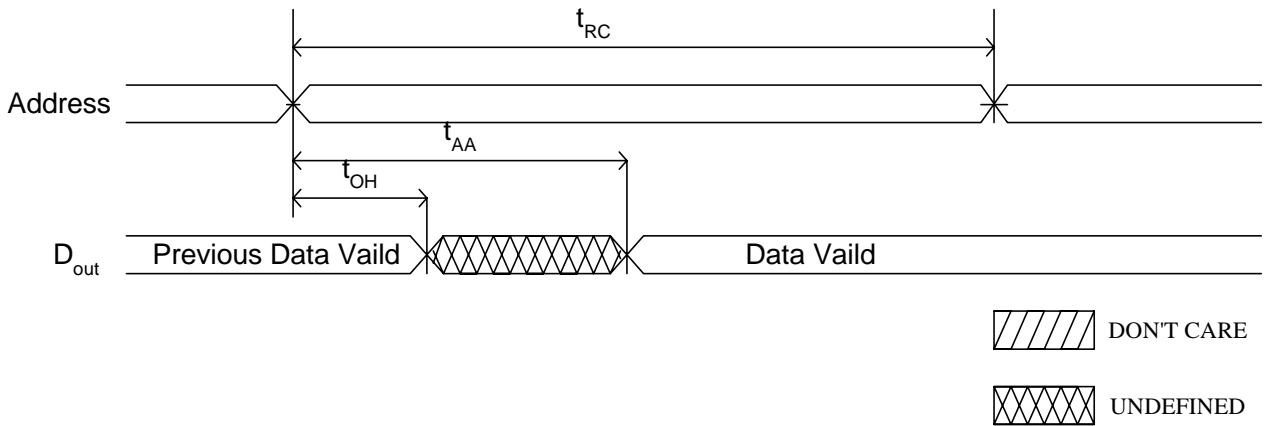 tRC
Address
tAA
tOH
Dout
Previous Data Vaild
Data Vaild
DON'T CARE
UNDEFINED